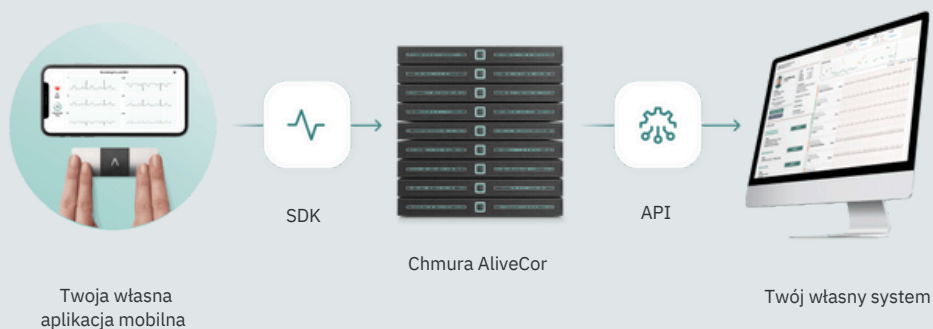 SDK
API
Chmura AliveCor
Twoja własna
aplikacja mobilna
Twój własny system